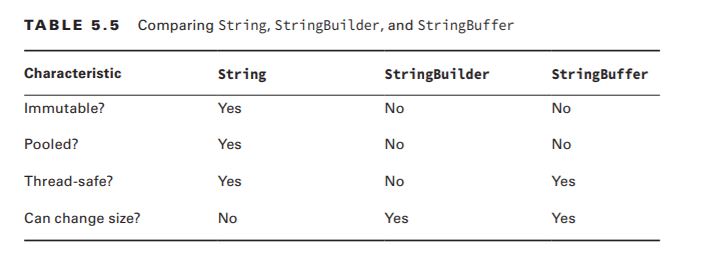 TABLE 5.5 Comparing String, StringBuilder, and StringBuffer
Characteristic String StringBuilder StringBuffer
Immutable? Yes No No
Pooled? Yes No No
Thread-safe? Yes No Yes
Can change size? No Yes Yes